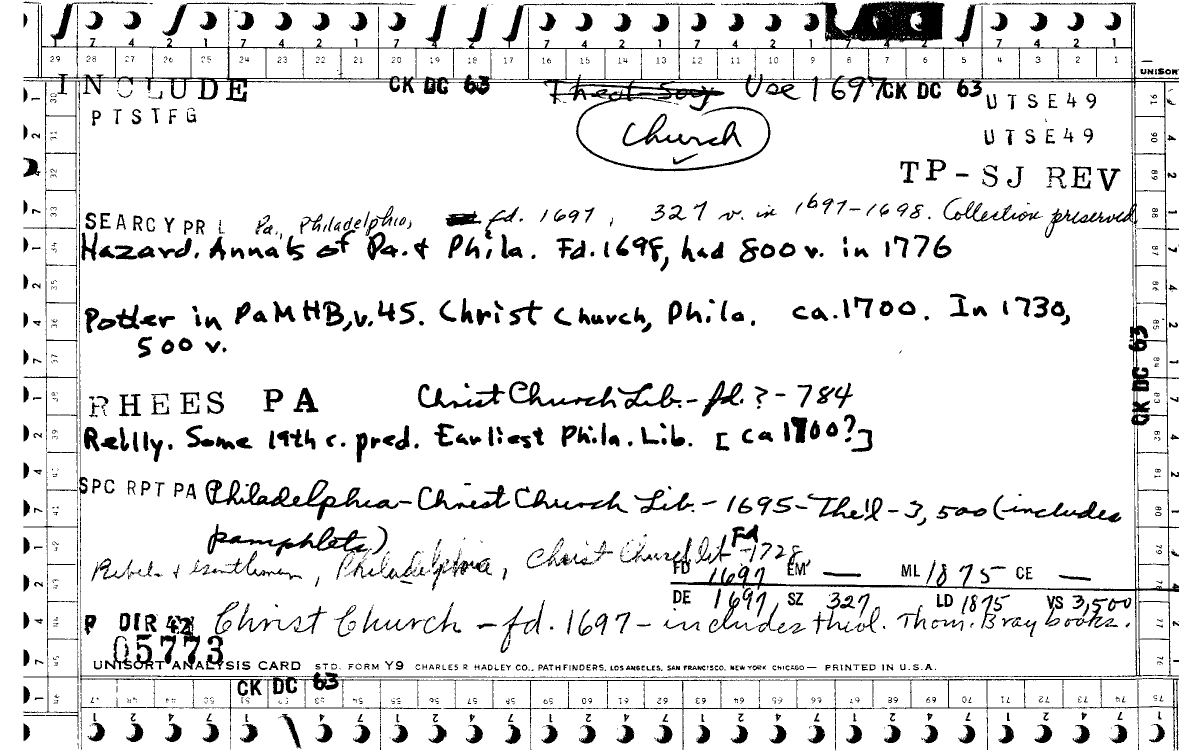 7 4 2 1 7 4 2 1 7 4 2 1 7 4 2 1 7 4 2 1 7 4 2 1 7 4 2 1
29 28 27 26 25 24 23 22 21 20 19 18 17 16 15 14 13 12 11 10 9 8 7 6 5 4 3 2 1
UNISORT
INCLUDE CK DC 63 Theol Soc Use 1697 CK DC 63 UTSE49
PTSTFG Church UTSE49
TP-SJ REV
SEARCY PR L Pa., Philadelphia, fd. 1697, 327 v. in 1697-1698. Collection preserved
Hazard. Annals of Pa. & Phila. Fd. 1698, had 800 v. in 1776
Potter in PaMHB, v.45. Christ Church, Phila. ca. 1700. In 1730,
500 v.
RHEES PA Christ Church Lib. - fd. ? - 784
Reilly. Some 19th c. pred. Earliest Phila. Lib. [ca 1700?]
SPC RPT PA Philadelphia - Christ Church Lib. - 1695 - The'l - 3,500 (includes
pamphlets)
Rebels & Gentlemen, Philadelphia, Christ Church lib - Fd 1728
FD 1697 EM — ML 1875 CE —
DE 1697 SZ 327 LD 1875 VS 3,500
P DIR 42 Christ Church - fd. 1697 - includes theol. Thom. Bray books.
05773
UNISORT ANALYSIS CARD STD. FORM Y9 CHARLES R HADLEY CO., PATHFINDERS, LOS ANGELES, SAN FRANCISCO, NEW YORK CHICAGO — PRINTED IN U.S.A.
CK DC 63
CK DC 63